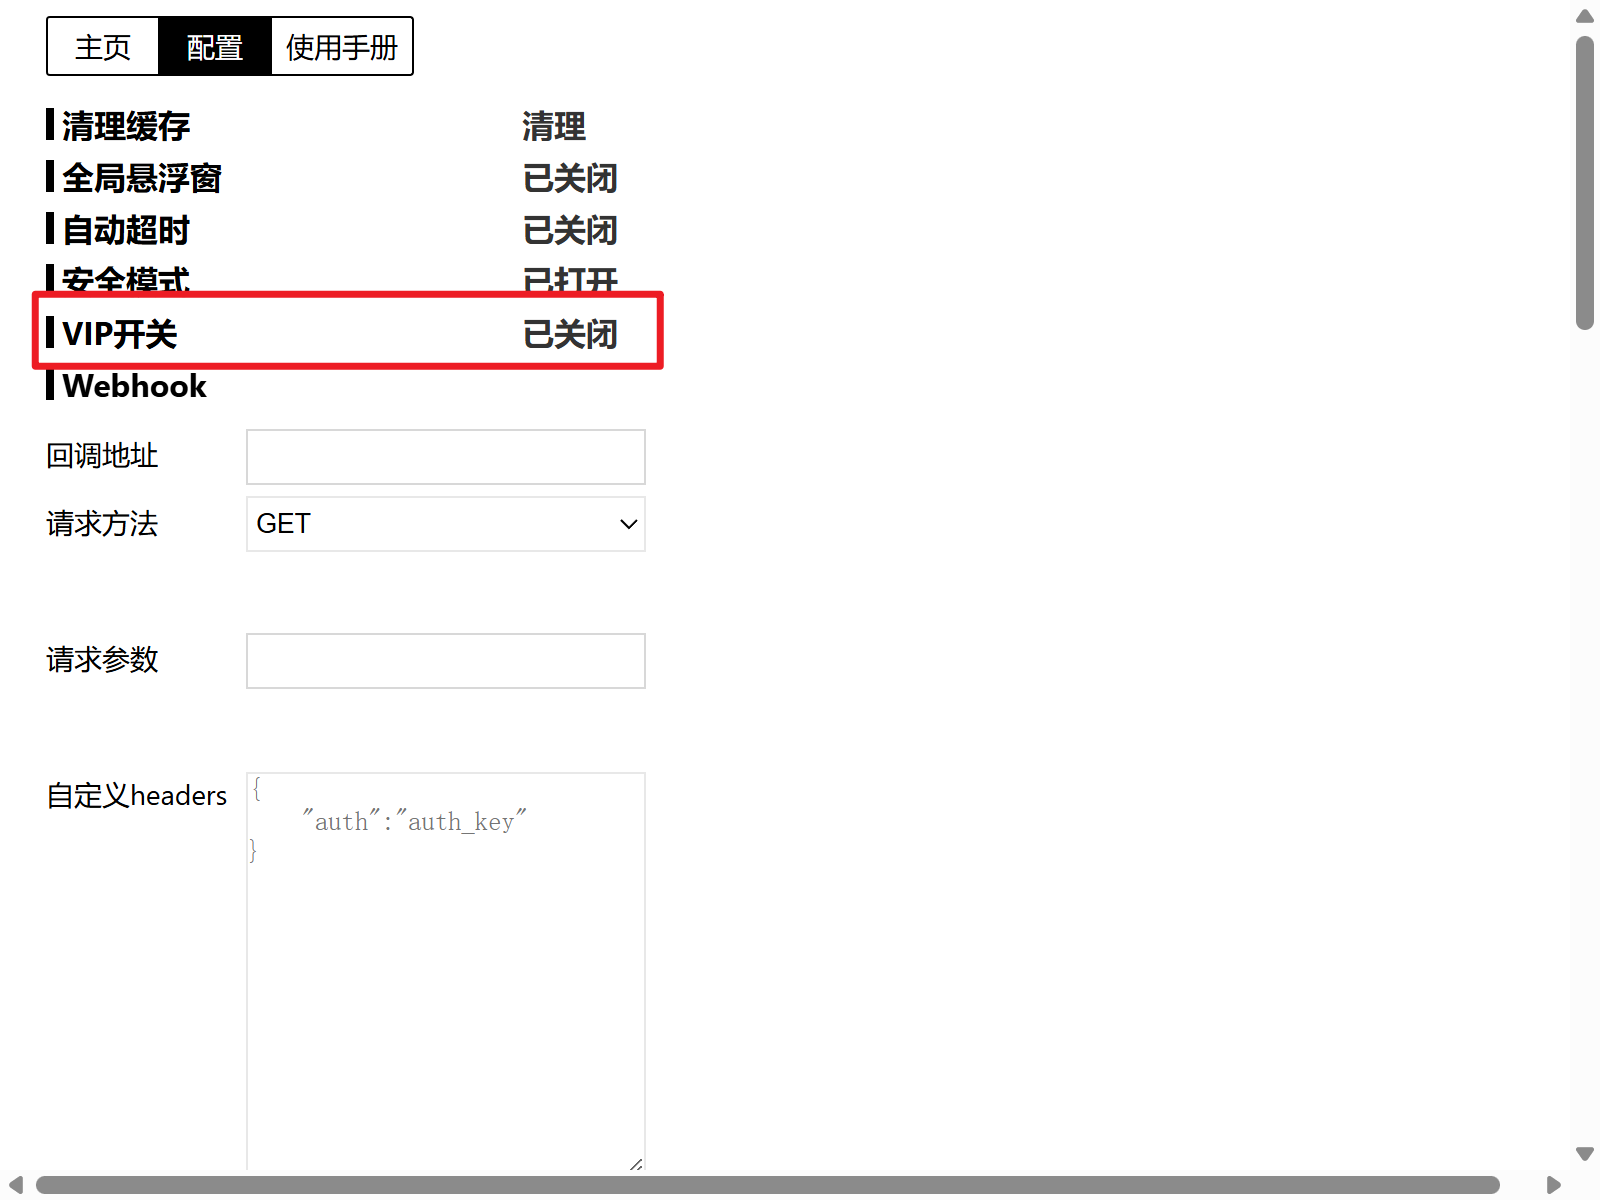 主页 配置 使用手册
清理缓存 清理
全局悬浮窗 已关闭
自动超时 已关闭
安全模式 已打开
VIP开关 已关闭
Webhook
回调地址
请求方法 GET
请求参数
自定义headers {
"auth":"auth_key"
}